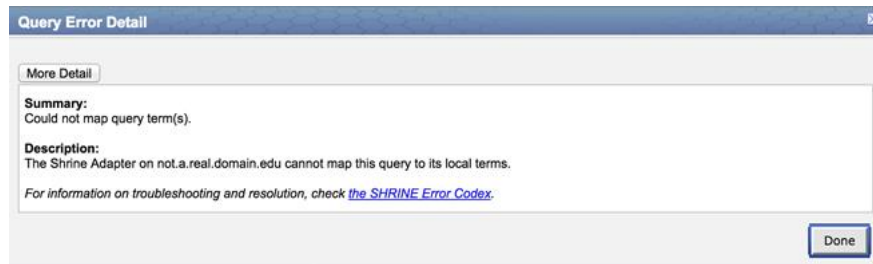 Query Error Detail
More Detail
Summary:
Could not map query term(s).
Description:
The Shrine Adapter on not.a.real.domain.edu cannot map this query to its local terms.
For information on troubleshooting and resolution, check the SHRINE Error Codex.
Done